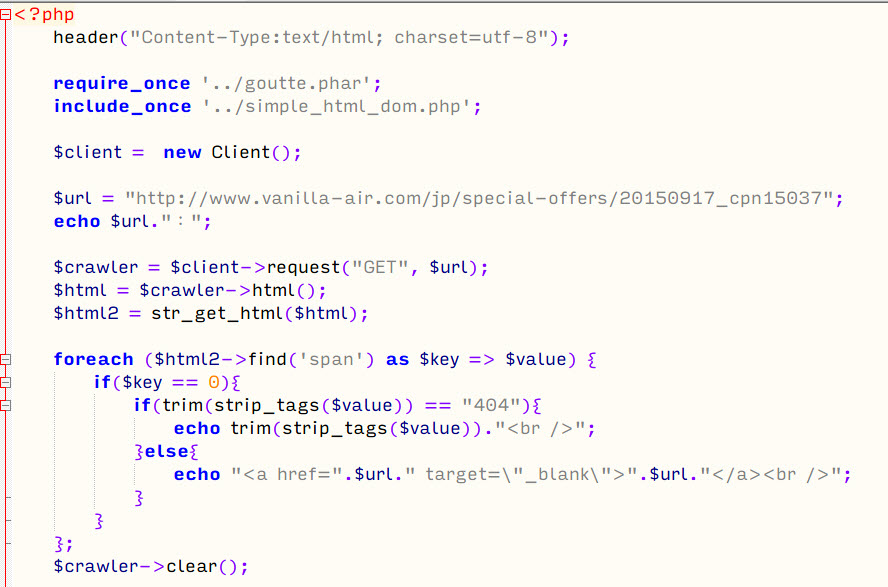 <?php
header("Content-Type:text/html; charset=utf-8");
require_once '../goutte.phar';
include_once '../simple_html_dom.php';
$client =  new Client();
$url = "http://www.vanilla-air.com/jp/special-offers/20150917_cpn15037";
echo $url."：";
$crawler = $client->request("GET", $url);
$html = $crawler->html();
$html2 = str_get_html($html);
foreach ($html2->find('span') as $key => $value) {
if($key == 0){
if(trim(strip_tags($value)) == "404"){
echo trim(strip_tags($value))."<br />";
}else{
echo "<a href=".$url." target=\"_blank\">".$url."</a><br />";
}
}
};
$crawler->clear();